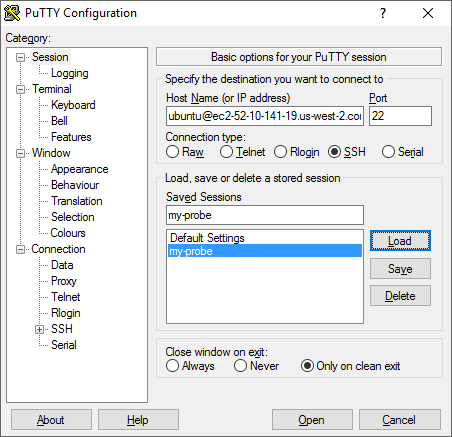 PuTTY Configuration
?
Category:
Session
Logging
Terminal
Keyboard
Bell
Features
Window
Appearance
Behaviour
Translation
Selection
Colours
Connection
Data
Proxy
Telnet
Rlogin
SSH
Serial
Basic options for your PuTTY session
Specify the destination you want to connect to
Host Name (or IP address) Port
ubuntu@ec2-52-10-141-19.us-west-2.co 22
Connection type:
Raw Telnet Rlogin SSH Serial
Load, save or delete a stored session
Saved Sessions
my-probe
Default Settings
my-probe
Load
Save
Delete
Close window on exit:
Always Never Only on clean exit
About Help Open Cancel